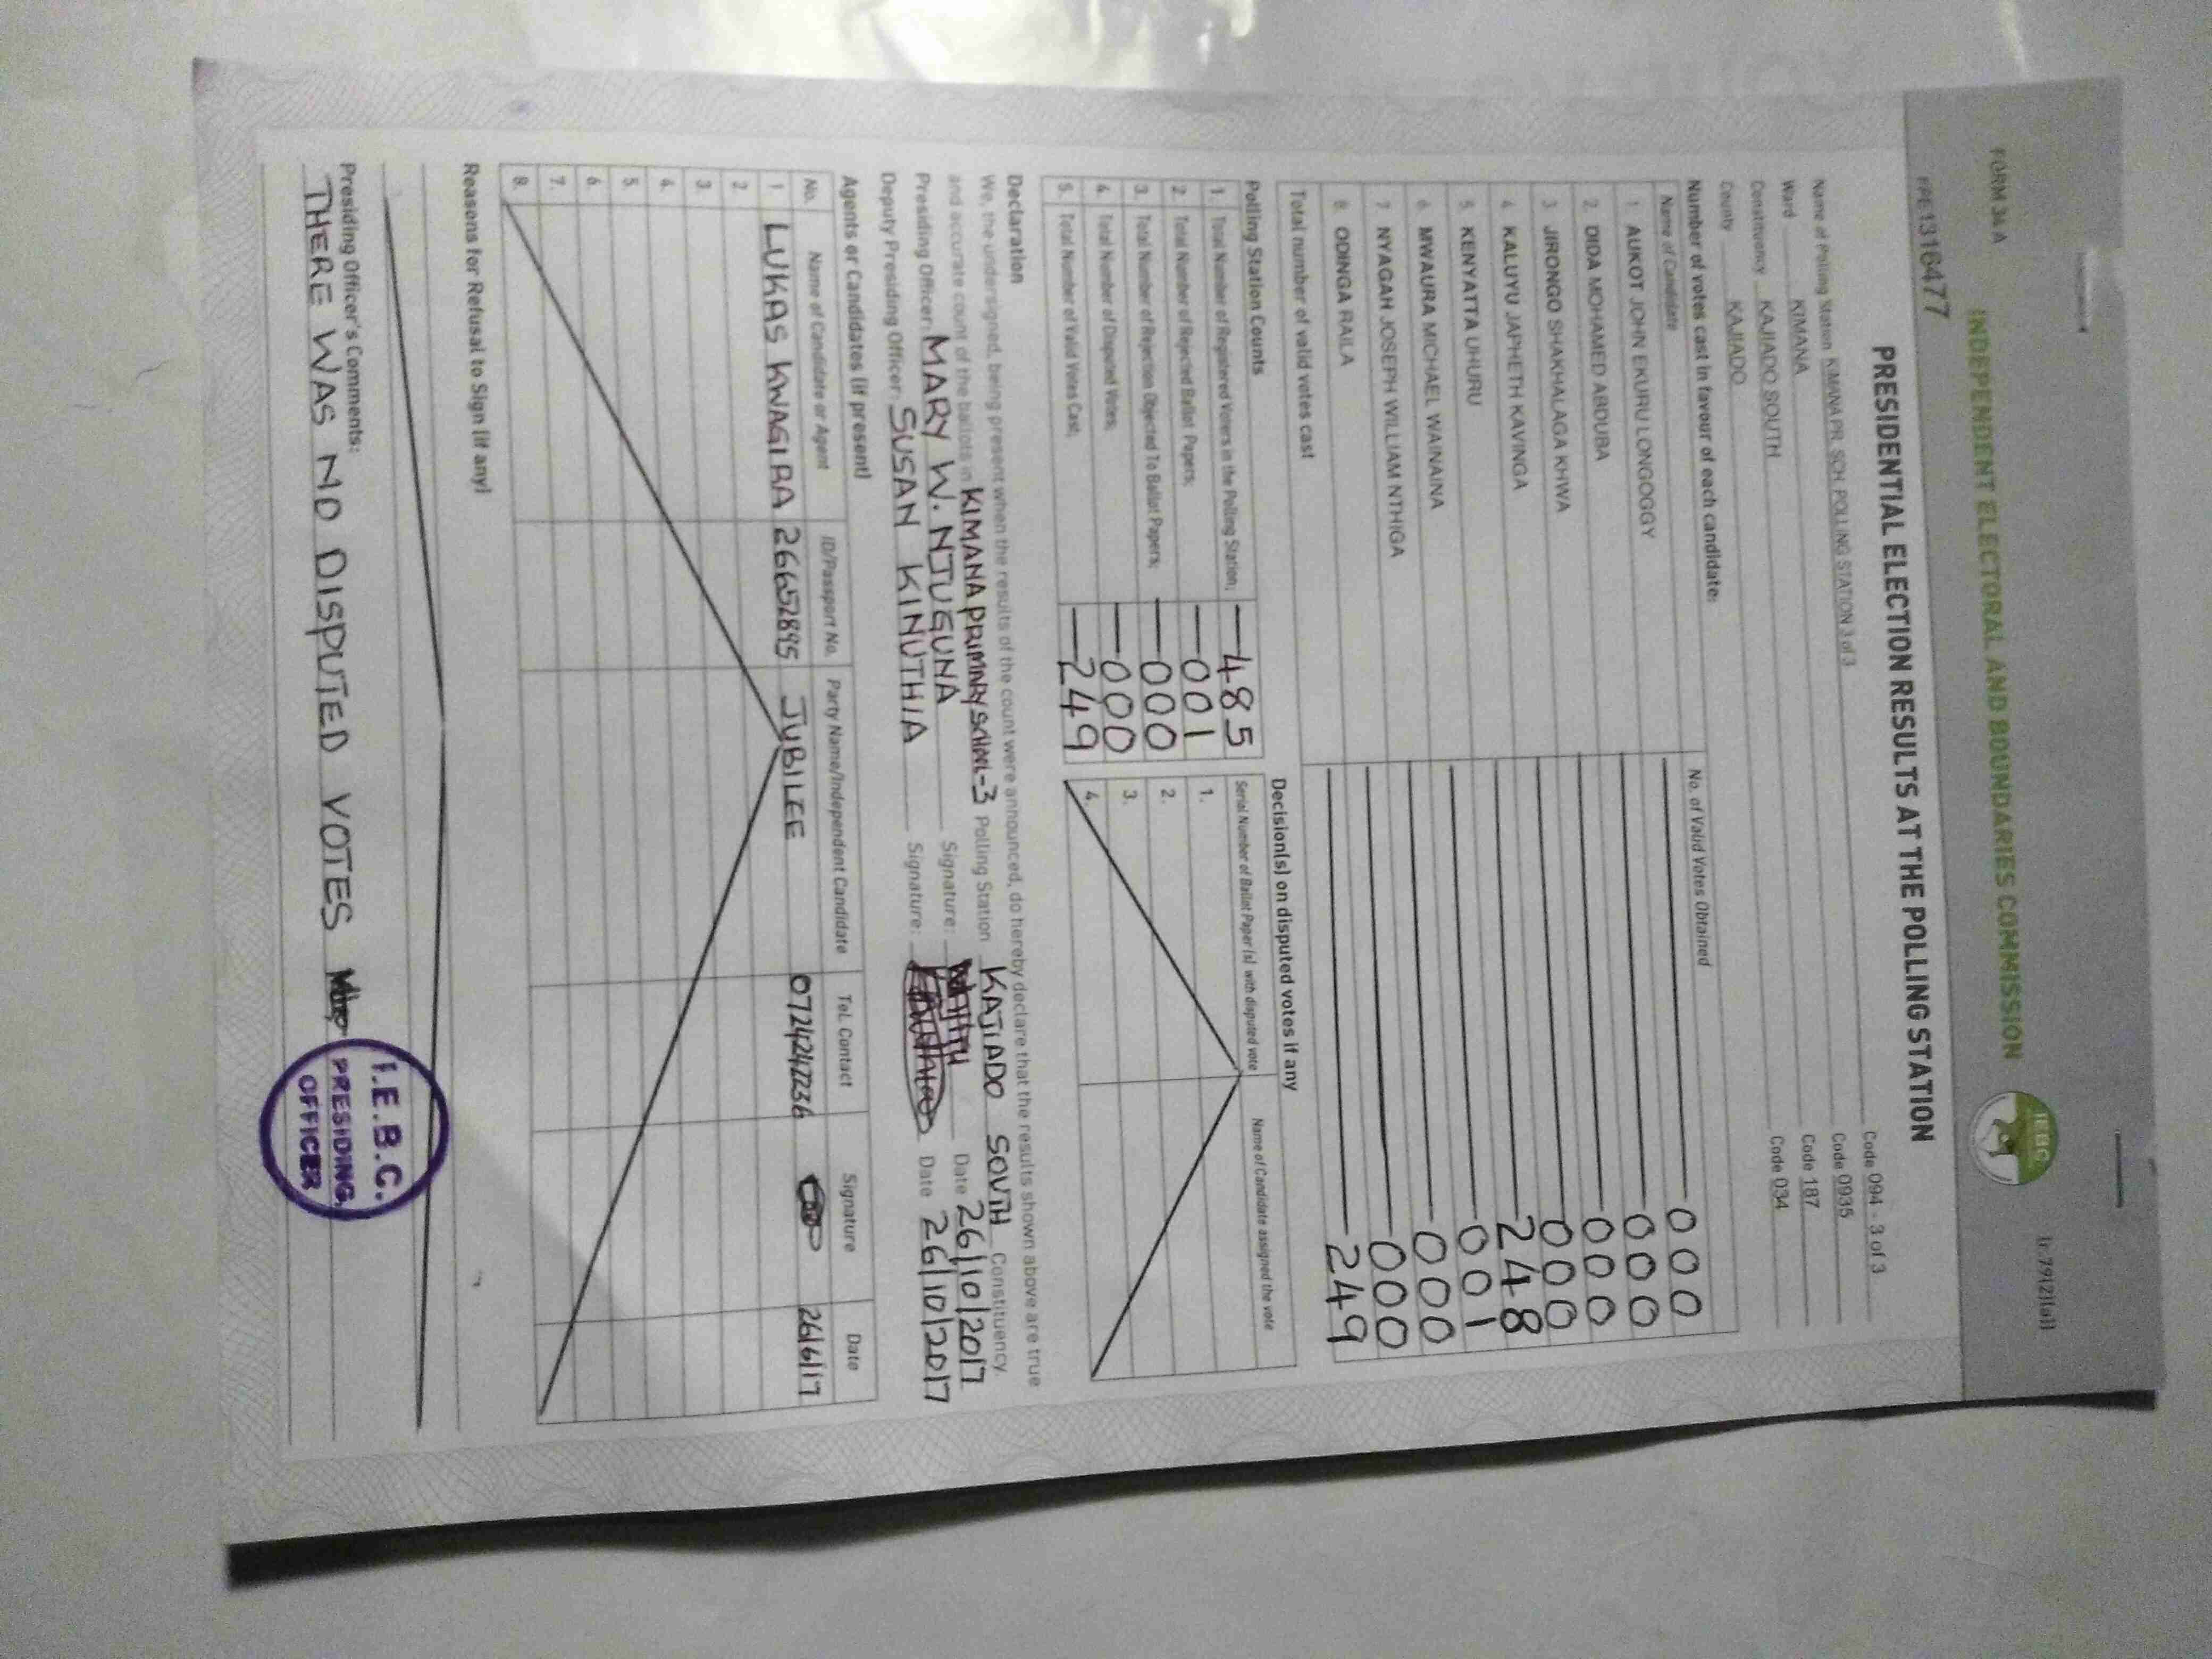 FORM 34 A
r.79(2)(a)
INDEPENDENT ELECTORAL AND BOUNDARIES COMMISSION
IEBC
PRESIDENTIAL ELECTION RESULTS AT THE POLLING STATION
Name of Polling Station KIMANA PR. SCH. POLLING STATION 3 of 3 Code 094 - 3 of 3
Ward KIMANA Code 0935
Constituency KAJIADO SOUTH Code 187
County KAJIADO Code 034
Number of votes cast in favour of each candidate:
Name of Candidate No. of Valid Votes Obtained
1 AUKOT JOHN EKURU LONGOGGY 000
2. DIDA MOHAMED ABDUBA 000
3. JIRONGO SHAKHALAGA KHWA 000
4. KALUYU JAPHETH KAVINGA 000
5. KENYATTA UHURU 248
6 MWAURA MICHAEL WAINAINA 001
7 NYAGAH JOSEPH WILLIAM NTHIGA 000
8. ODINGA RAILA 000
Total number of valid votes cast 249
Polling Station Counts
1. Total Number of Registered Voters in the Polling Station; 485
2. Total Number of Rejected Ballot Papers; 001
3. Total Number of Rejection Objected To Ballot Papers; 000
4. Total Number of Disputed Votes; 000
5. Total Number of Valid Votes Cast; 249
Decision(s) on disputed votes if any
Serial Number of Ballot Paper (s) with disputed vote Name of Candidate assigned the vote
1.
2.
3.
4.
Declaration
We, the undersigned, being present when the results of the count were announced, do hereby declare that the results shown above are true
and accurate count of the ballots in KIMANA PRIMARY SCHOOL-3 Polling Station KAJIADO SOUTH Constituency.
Presiding Officer: MARY W. NJUGUNA Signature: Date 26/10/2017
Deputy Presiding Officer: SUSAN KINUTHIA Signature: Date 26/10/2017
Agents or Candidates (if present)
No. Name of Candidate or Agent ID/Passport No. Party Name/Independent Candidate Tel. Contact Signature Date
1 LUKAS KWAGIRA 26652895 JUBILEE 26/6/17
2.
3.
4.
5.
6
7.
8.
Reasons for Refusal to Sign (if any)
Presiding Officer's Comments:
THERE WAS NO DISPUTED VOTES
I.E.B.C.
PRESIDING
OFFICER